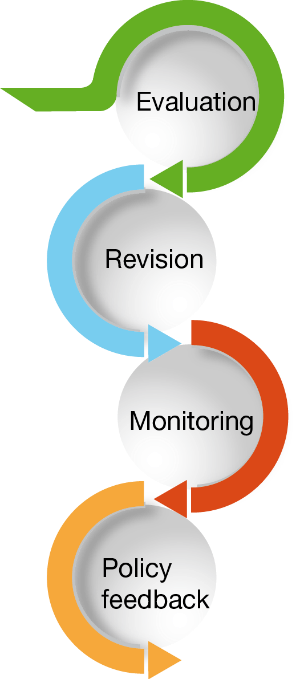 Evaluation
Revision
Monitoring
Policy
feedback